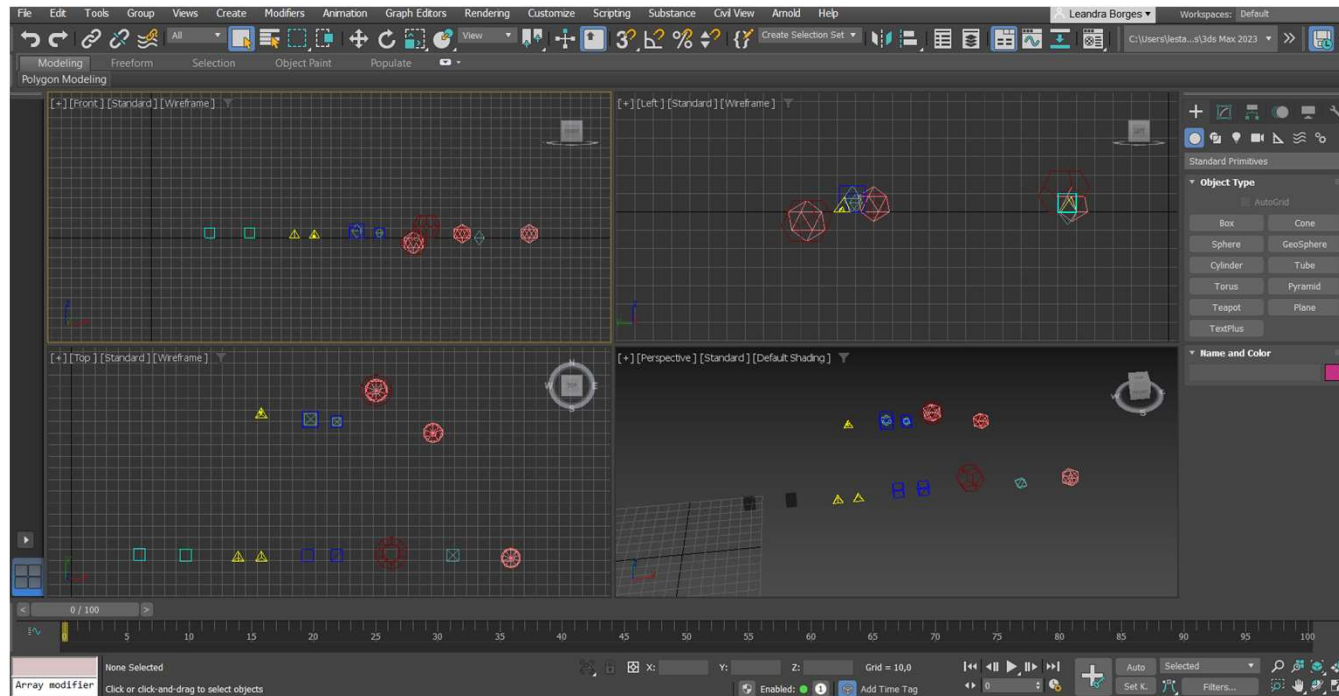 File Edit Tools Group Views Create Modifiers Animation Graph Editors Rendering Customize Scripting Substance Civil View Arnold Help Leandra Borges Workspaces: Default
All View Create Selection Set C:\Users\lesta...s\3ds Max 2023
Modeling Freeform Selection Object Paint Populate
Polygon Modeling
[+] [Front ] [Standard ] [Wireframe ]
FRONT
[+] [Left ] [Standard ] [Wireframe ]
LEFT
Standard Primitives
Object Type
AutoGrid
Box Cone
Sphere GeoSphere
Cylinder Tube
Torus Pyramid
Teapot Plane
TextPlus
Name and Color
[+] [Top ] [Standard ] [Wireframe ]
N
W TOP E
S
[+] [Perspective ] [Standard ] [Default Shading ]
W
S
0 / 100
0 5 10 15 20 25 30 35 40 45 50 55 60 65 70 75 80 85 90 95 100
None Selected X: Y: Z: Grid = 10,0 Auto Selected
Array modifier Click or click-and-drag to select objects Enabled: 1 Add Time Tag 0 Set K. Filters...